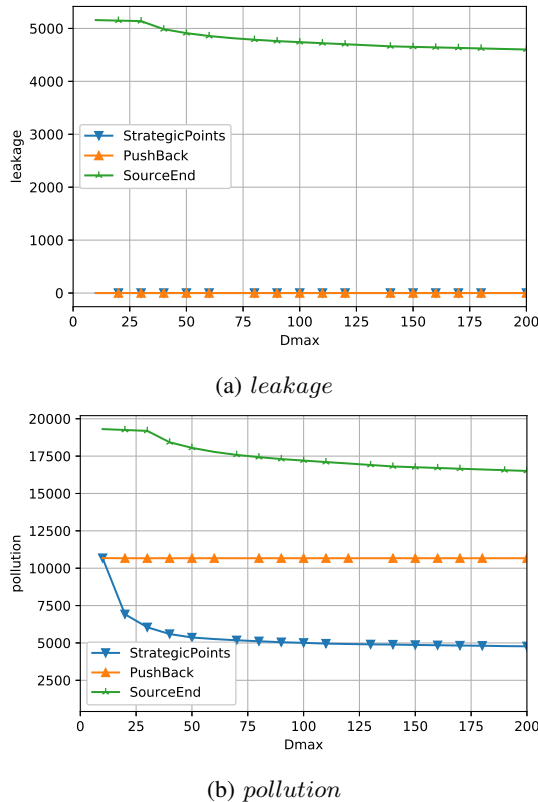 5000
4000
3000
2000
1000
0
leakage
StrategicPoints
PushBack
SourceEnd
0 25 50 75 100 125 150 175 200
Dmax
(a) leakage
20000
17500
15000
12500
10000
7500
5000
2500
pollution
StrategicPoints
PushBack
SourceEnd
0 25 50 75 100 125 150 175 200
Dmax
(b) pollution